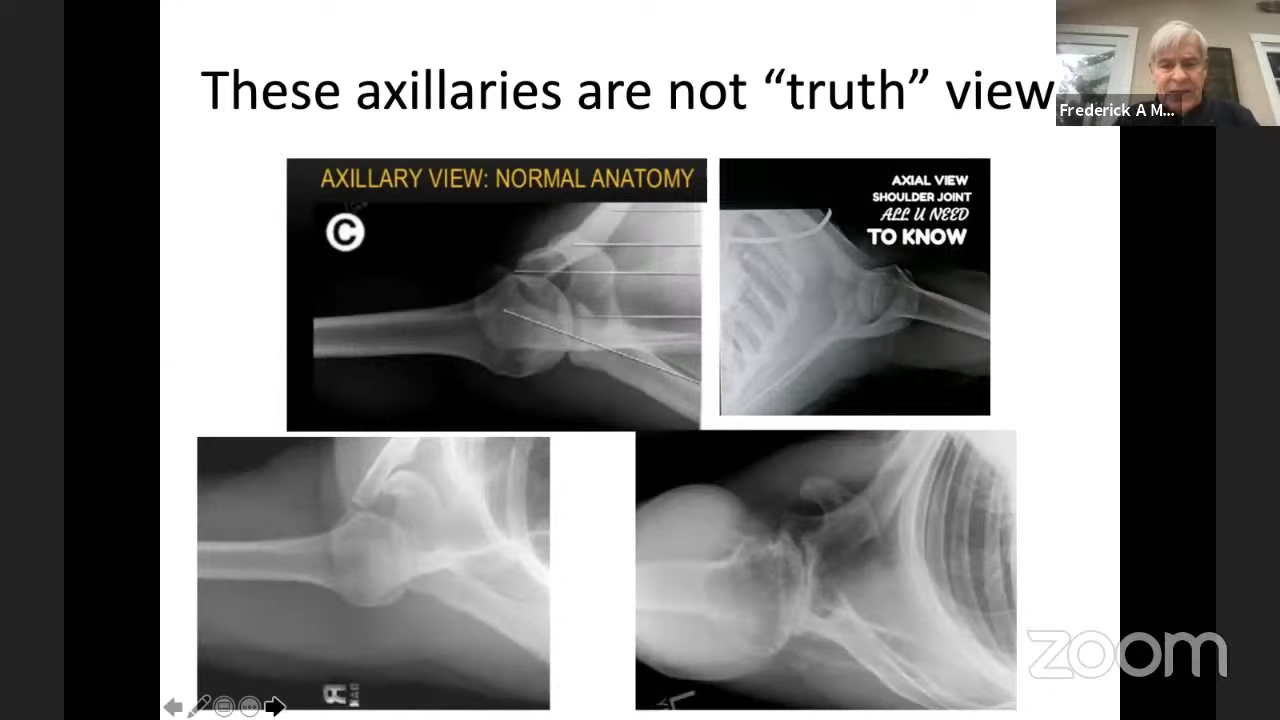 These axillaries are not “truth” view
Frederick A M...
AXILLARY VIEW: NORMAL ANATOMY
C
AXIAL VIEW
SHOULDER JOINT
ALL U NEED
TO KNOW
R
zoom